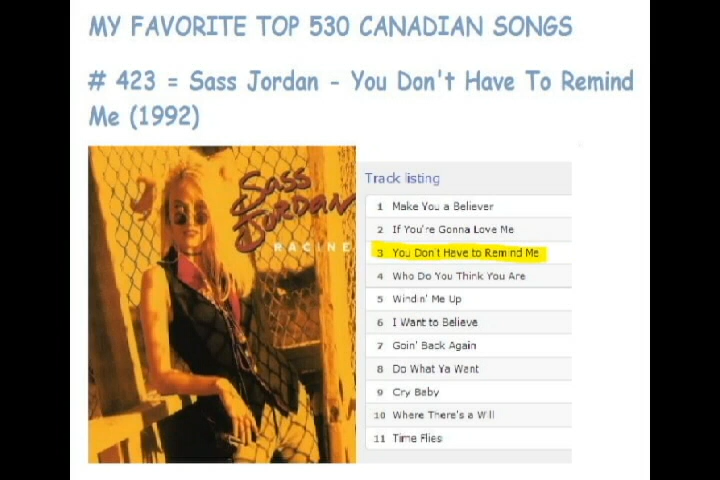 MY FAVORITE TOP 530 CANADIAN SONGS
# 423 = Sass Jordan - You Don't Have To Remind
Me (1992)
Sass
Jordan
RACINE
Track listing
1 Make You a Believer
2 If You're Gonna Love Me
3 You Don't Have to Remind Me
4 Who Do You Think You Are
5 Windin' Me Up
6 I Want to Believe
7 Goin' Back Again
8 Do What Ya Want
9 Cry Baby
10 Where There's a Will
11 Time Flies